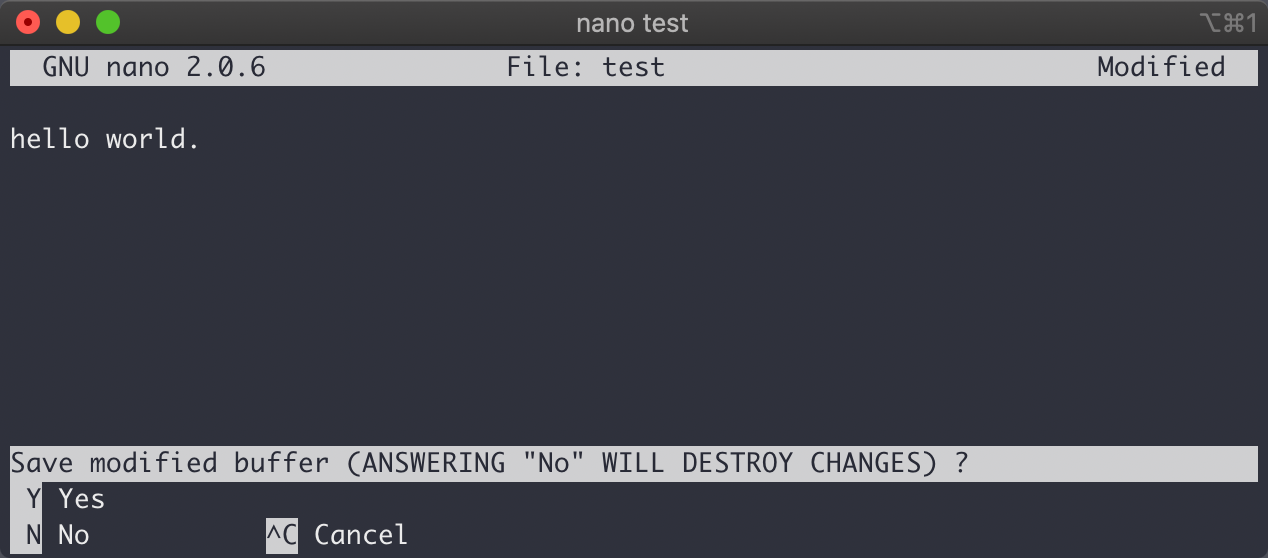 nano test ⌥⌘1
GNU nano 2.0.6 File: test Modified
hello world.
Save modified buffer (ANSWERING "No" WILL DESTROY CHANGES) ?
Y Yes
N No ^C Cancel